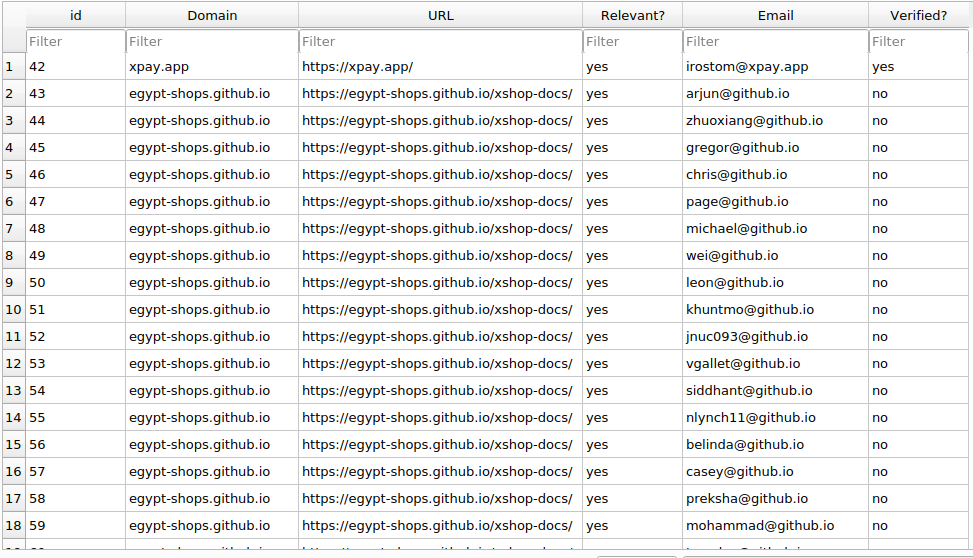 id Domain URL Relevant? Email Verified?
Filter Filter Filter Filter Filter Filter
1 42 xpay.app https://xpay.app/ yes irostom@xpay.app yes
2 43 egypt-shops.github.io https://egypt-shops.github.io/xshop-docs/ yes arjun@github.io no
3 44 egypt-shops.github.io https://egypt-shops.github.io/xshop-docs/ yes zhuoxiang@github.io no
4 45 egypt-shops.github.io https://egypt-shops.github.io/xshop-docs/ yes gregor@github.io no
5 46 egypt-shops.github.io https://egypt-shops.github.io/xshop-docs/ yes chris@github.io no
6 47 egypt-shops.github.io https://egypt-shops.github.io/xshop-docs/ yes page@github.io no
7 48 egypt-shops.github.io https://egypt-shops.github.io/xshop-docs/ yes michael@github.io no
8 49 egypt-shops.github.io https://egypt-shops.github.io/xshop-docs/ yes wei@github.io no
9 50 egypt-shops.github.io https://egypt-shops.github.io/xshop-docs/ yes leon@github.io no
10 51 egypt-shops.github.io https://egypt-shops.github.io/xshop-docs/ yes khuntmo@github.io no
11 52 egypt-shops.github.io https://egypt-shops.github.io/xshop-docs/ yes jnuc093@github.io no
12 53 egypt-shops.github.io https://egypt-shops.github.io/xshop-docs/ yes vgallet@github.io no
13 54 egypt-shops.github.io https://egypt-shops.github.io/xshop-docs/ yes siddhant@github.io no
14 55 egypt-shops.github.io https://egypt-shops.github.io/xshop-docs/ yes nlynch11@github.io no
15 56 egypt-shops.github.io https://egypt-shops.github.io/xshop-docs/ yes belinda@github.io no
16 57 egypt-shops.github.io https://egypt-shops.github.io/xshop-docs/ yes casey@github.io no
17 58 egypt-shops.github.io https://egypt-shops.github.io/xshop-docs/ yes preksha@github.io no
18 59 egypt-shops.github.io https://egypt-shops.github.io/xshop-docs/ yes mohammad@github.io no